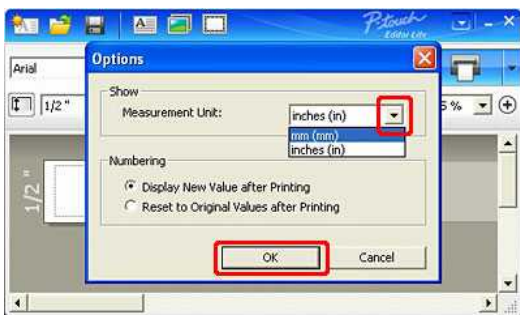 P-touch
Editor Lite
Options
Arial
Show
Measurement Unit:
inches (in)
1/2 "
5 %
mm (mm)
inches (in)
Numbering
1/2 "
Display New Value after Printing
Reset to Original Values after Printing
OK
Cancel